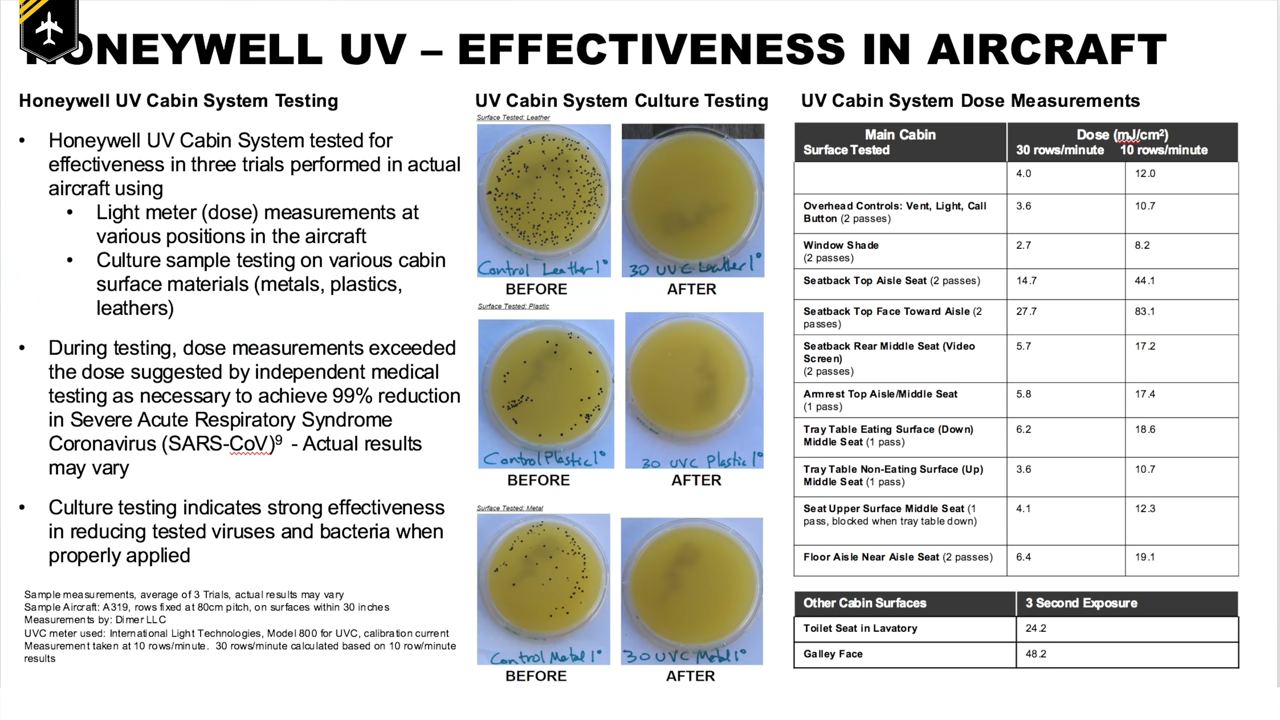 HONEYWELL UV – EFFECTIVENESS IN AIRCRAFT
Honeywell UV Cabin System Testing
• Honeywell UV Cabin System tested for
effectiveness in three trials performed in actual
aircraft using
• Light meter (dose) measurements at
various positions in the aircraft
• Culture sample testing on various cabin
surface materials (metals, plastics,
leathers)
• During testing, dose measurements exceeded
the dose suggested by independent medical
testing as necessary to achieve 99% reduction
in Severe Acute Respiratory Syndrome
Coronavirus (SARS-CoV)⁹ - Actual results
may vary
• Culture testing indicates strong effectiveness
in reducing tested viruses and bacteria when
properly applied
Sample measurements, average of 3 Trials, actual results may vary
Sample Aircraft: A319, rows fixed at 80cm pitch, on surfaces within 30 inches
Measurements by: Dimer LLC
UVC meter used: International Light Technologies, Model 800 for UVC, calibration current
Measurement taken at 10 rows/minute. 30 rows/minute calculated based on 10 row/minute
results
UV Cabin System Culture Testing
Surface Tested: Leather
Control Leather 1°
30 UVC Leather 1°
BEFORE AFTER
Surface Tested: Plastic
Control Plastic 1°
30 UVC Plastic 1°
BEFORE AFTER
Surface Tested: Metal
Control Metal 1°
30 UVC Metal 1°
BEFORE AFTER
UV Cabin System Dose Measurements
Main Cabin Dose (mJ/cm²)
Surface Tested 30 rows/minute 10 rows/minute
4.0 12.0
Overhead Controls: Vent, Light, Call 3.6 10.7
Button (2 passes)
Window Shade 2.7 8.2
(2 passes)
Seatback Top Aisle Seat (2 passes) 14.7 44.1
Seatback Top Face Toward Aisle (2 27.7 83.1
passes)
Seatback Rear Middle Seat (Video 5.7 17.2
Screen)
(2 passes)
Armrest Top Aisle/Middle Seat 5.8 17.4
(1 pass)
Tray Table Eating Surface (Down) 6.2 18.6
Middle Seat (1 pass)
Tray Table Non-Eating Surface (Up) 3.6 10.7
Middle Seat (1 pass)
Seat Upper Surface Middle Seat (1 4.1 12.3
pass, blocked when tray table down)
Floor Aisle Near Aisle Seat (2 passes) 6.4 19.1
Other Cabin Surfaces 3 Second Exposure
Toilet Seat in Lavatory 24.2
Galley Face 48.2